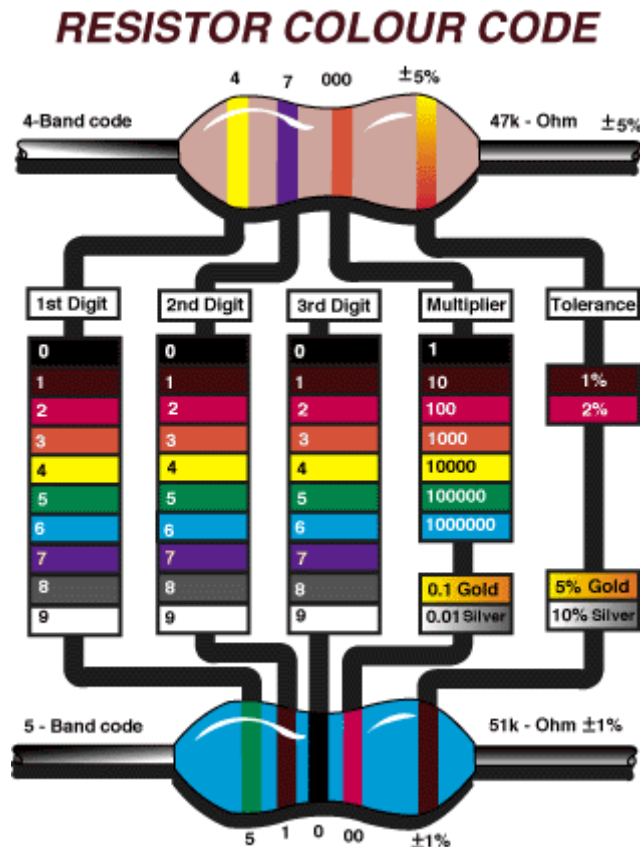 RESISTOR COLOUR CODE
4 7 000 ±5%
4-Band code 47k - Ohm ±5%
1st Digit 2nd Digit 3rd Digit Multiplier Tolerance
0 0 0 1
1 1 1 10 1%
2 2 2 100 2%
3 3 3 1000
4 4 4 10000
5 5 5 100000
6 6 6 1000000
7 7 7
8 8 8 0.1 Gold 5% Gold
9 9 9 0.01 Silver 10% Silver
5 - Band code 51k - Ohm ±1%
5 1 0 00 ±1%